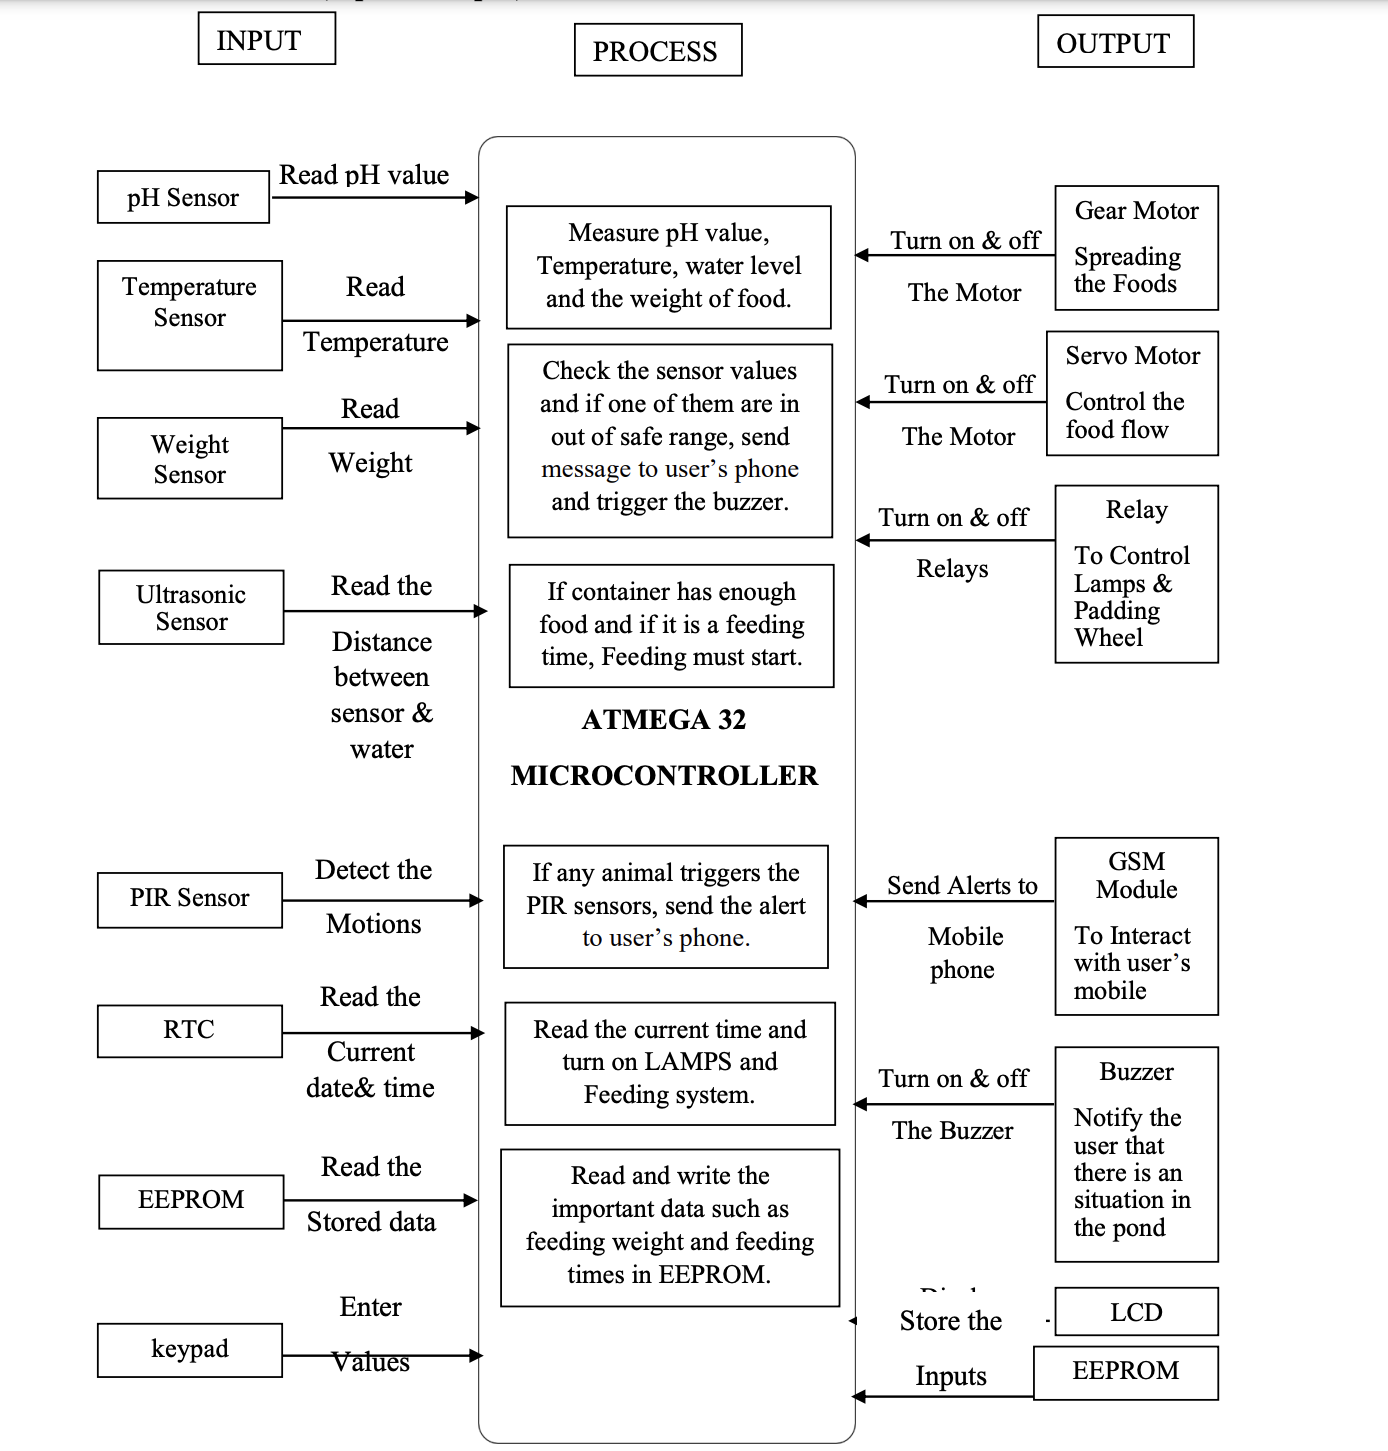 INPUT
PROCESS
OUTPUT
pH Sensor
Read pH value
Temperature
Sensor
Read
Temperature
Weight
Sensor
Read
Weight
Ultrasonic
Sensor
Read the
Distance
between
sensor &
water
PIR Sensor
Detect the
Motions
RTC
Read the
Current
date& time
EEPROM
Read the
Stored data
keypad
Enter
Values
Measure pH value,
Temperature, water level
and the weight of food.
Check the sensor values
and if one of them are in
out of safe range, send
message to user’s phone
and trigger the buzzer.
If container has enough
food and if it is a feeding
time, Feeding must start.
ATMEGA 32
MICROCONTROLLER
If any animal triggers the
PIR sensors, send the alert
to user’s phone.
Read the current time and
turn on LAMPS and
Feeding system.
Read and write the
important data such as
feeding weight and feeding
times in EEPROM.
Turn on & off
The Motor
Gear Motor
Spreading
the Foods
Turn on & off
The Motor
Servo Motor
Control the
food flow
Turn on & off
Relays
Relay
To Control
Lamps &
Padding
Wheel
Send Alerts to
Mobile
phone
GSM
Module
To Interact
with user’s
mobile
Turn on & off
The Buzzer
Buzzer
Notify the
user that
there is an
situation in
the pond
LCD
Store the
Inputs
EEPROM